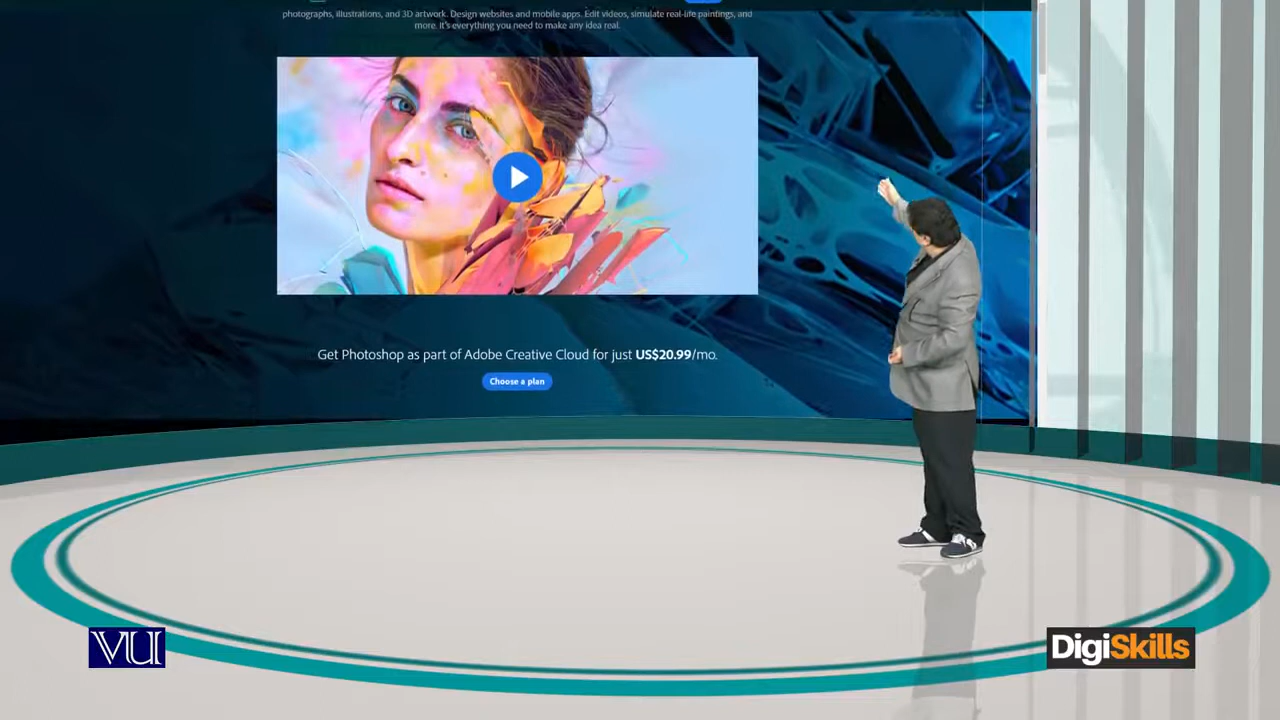 photographs, illustrations, and 3D artwork. Design websites and mobile apps. Edit videos, simulate real-life paintings, and
more. It's everything you need to make any idea real.
Get Photoshop as part of Adobe Creative Cloud for just US$20.99/mo.
Choose a plan
VU
DigiSkills